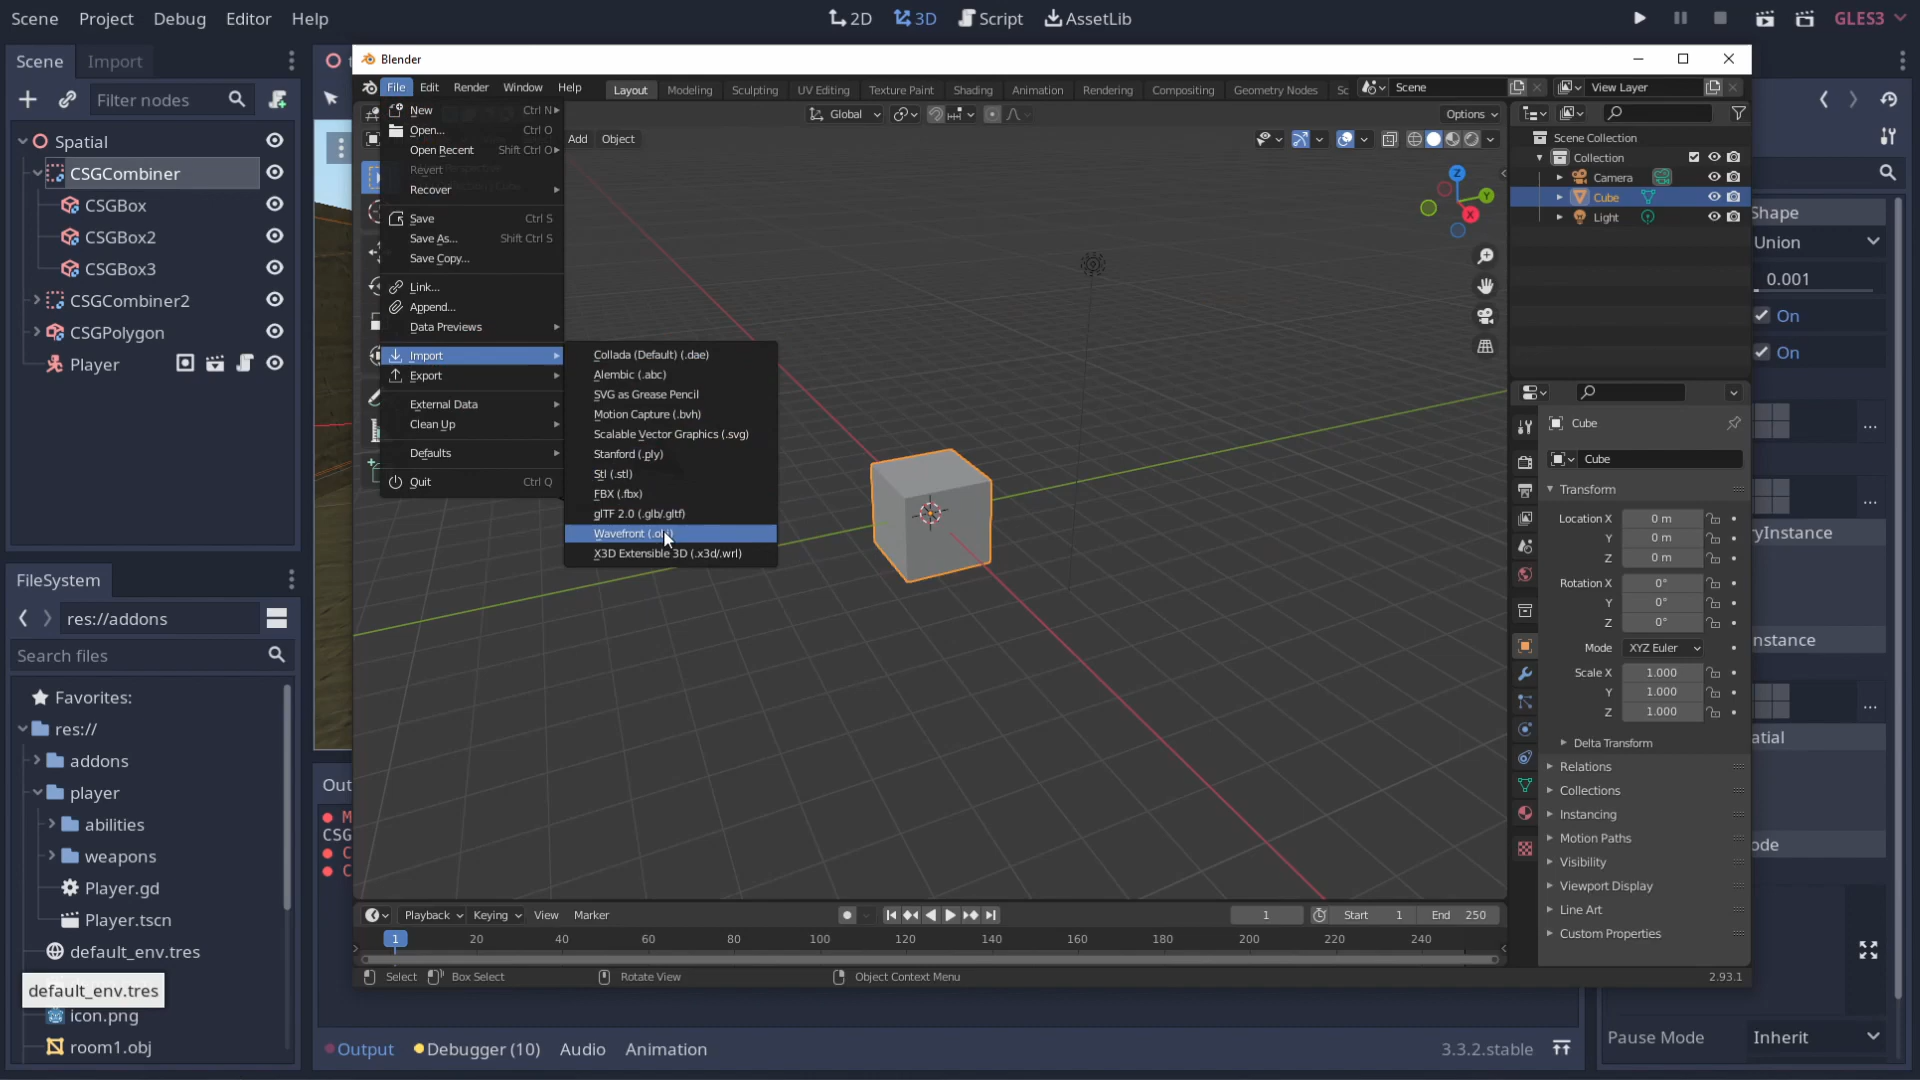 Scene Project Debug Editor Help
2D 3D Script AssetLib
GLES3
Scene Import
Filter nodes
Spatial
CSGCombiner
CSGBox
CSGBox2
CSGBox3
CSGCombiner2
CSGPolygon
Player
FileSystem
res://addons
Search files
Favorites:
res://
addons
player
abilities
weapons
Player.gd
Player.tscn
default_env.tres
default_env.tres
icon.png
room1.obj
Blender
File Edit Render Window Help
Layout Modeling Sculpting UV Editing Texture Paint Shading Animation Rendering Compositing Geometry Nodes Sc
Scene
View Layer
Global
Options
Add Object
New Ctrl N
Open... Ctrl O
Open Recent Shift Ctrl O
Revert
Recover
Save Ctrl S
Save As... Shift Ctrl S
Save Copy...
Link...
Append...
Data Previews
Import
Export
External Data
Clean Up
Defaults
Quit Ctrl Q
Collada (Default) (.dae)
Alembic (.abc)
SVG as Grease Pencil
Motion Capture (.bvh)
Scalable Vector Graphics (.svg)
Stanford (.ply)
Stl (.stl)
FBX (.fbx)
glTF 2.0 (.glb/.gltf)
Wavefront (.obj)
X3D Extensible 3D (.x3d/.wrl)
Z
Y
X
Scene Collection
Collection
Camera
Cube
Light
Cube
Cube
Transform
Location X 0 m
Y 0 m
Z 0 m
Rotation X 0°
Y 0°
Z 0°
Mode XYZ Euler
Scale X 1.000
Y 1.000
Z 1.000
Delta Transform
Relations
Collections
Instancing
Motion Paths
Visibility
Viewport Display
Line Art
Custom Properties
Playback Keying View Marker
1 Start 1 End 250
1 20 40 60 80 100 120 140 160 180 200 220 240
Select Box Select Rotate View Object Context Menu
2.93.1
Shape
Union
0.001
On
On
...
...
ryInstance
nstance
...
atial
ode
Pause Mode Inherit
Out
M
CSG
C
C
Output Debugger (10) Audio Animation
3.3.2.stable